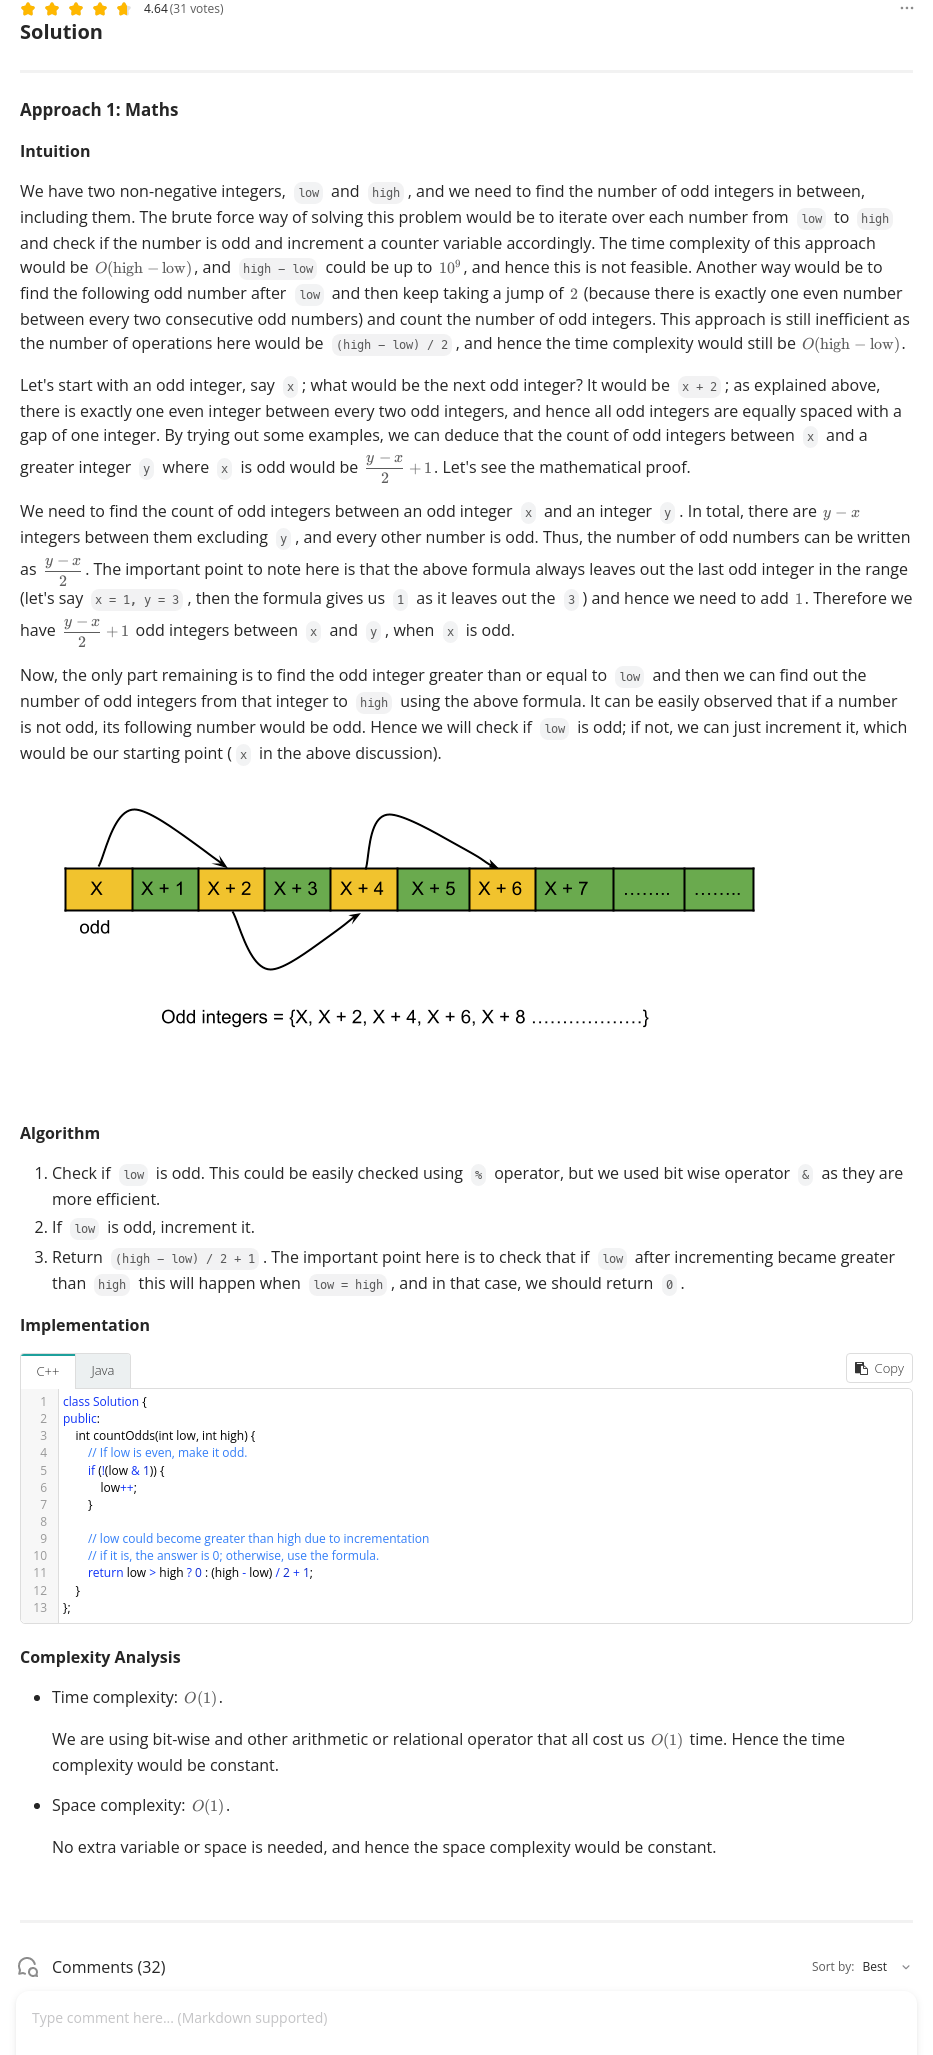 4.64 (31 votes)
...
Solution
Approach 1: Maths
Intuition
We have two non-negative integers, low and high , and we need to find the number of odd integers in between,
including them. The brute force way of solving this problem would be to iterate over each number from low to high
and check if the number is odd and increment a counter variable accordingly. The time complexity of this approach
would be O(high − low), and high − low could be up to 10⁹, and hence this is not feasible. Another way would be to
find the following odd number after low and then keep taking a jump of 2 (because there is exactly one even number
between every two consecutive odd numbers) and count the number of odd integers. This approach is still inefficient as
the number of operations here would be (high − low) / 2 , and hence the time complexity would still be O(high − low).
Let's start with an odd integer, say x ; what would be the next odd integer? It would be x + 2 ; as explained above,
there is exactly one even integer between every two odd integers, and hence all odd integers are equally spaced with a
gap of one integer. By trying out some examples, we can deduce that the count of odd integers between x and a
greater integer y where x is odd would be (y − x)/2 + 1. Let's see the mathematical proof.
We need to find the count of odd integers between an odd integer x and an integer y . In total, there are y − x
integers between them excluding y , and every other number is odd. Thus, the number of odd numbers can be written
as (y − x)/2. The important point to note here is that the above formula always leaves out the last odd integer in the range
(let's say x = 1, y = 3 , then the formula gives us 1 as it leaves out the 3 ) and hence we need to add 1. Therefore we
have (y − x)/2 + 1 odd integers between x and y , when x is odd.
Now, the only part remaining is to find the odd integer greater than or equal to low and then we can find out the
number of odd integers from that integer to high using the above formula. It can be easily observed that if a number
is not odd, its following number would be odd. Hence we will check if low is odd; if not, we can just increment it, which
would be our starting point ( x in the above discussion).
X X + 1 X + 2 X + 3 X + 4 X + 5 X + 6 X + 7 ........ ........
odd
Odd integers = {X, X + 2, X + 4, X + 6, X + 8 ..................}
Algorithm
1. Check if low is odd. This could be easily checked using % operator, but we used bit wise operator & as they are
more efficient.
2. If low is odd, increment it.
3. Return (high − low) / 2 + 1 . The important point here is to check that if low after incrementing became greater
than high this will happen when low = high , and in that case, we should return 0 .
Implementation
C++ Java Copy
1 class Solution {
2 public:
3 int countOdds(int low, int high) {
4 // If low is even, make it odd.
5 if (!(low & 1)) {
6 low++;
7 }
8
9 // low could become greater than high due to incrementation
10 // if it is, the answer is 0; otherwise, use the formula.
11 return low > high ? 0 : (high - low) / 2 + 1;
12 }
13 };
Complexity Analysis
• Time complexity: O(1).
We are using bit-wise and other arithmetic or relational operator that all cost us O(1) time. Hence the time
complexity would be constant.
• Space complexity: O(1).
No extra variable or space is needed, and hence the space complexity would be constant.
Comments (32) Sort by: Best
Type comment here... (Markdown supported)